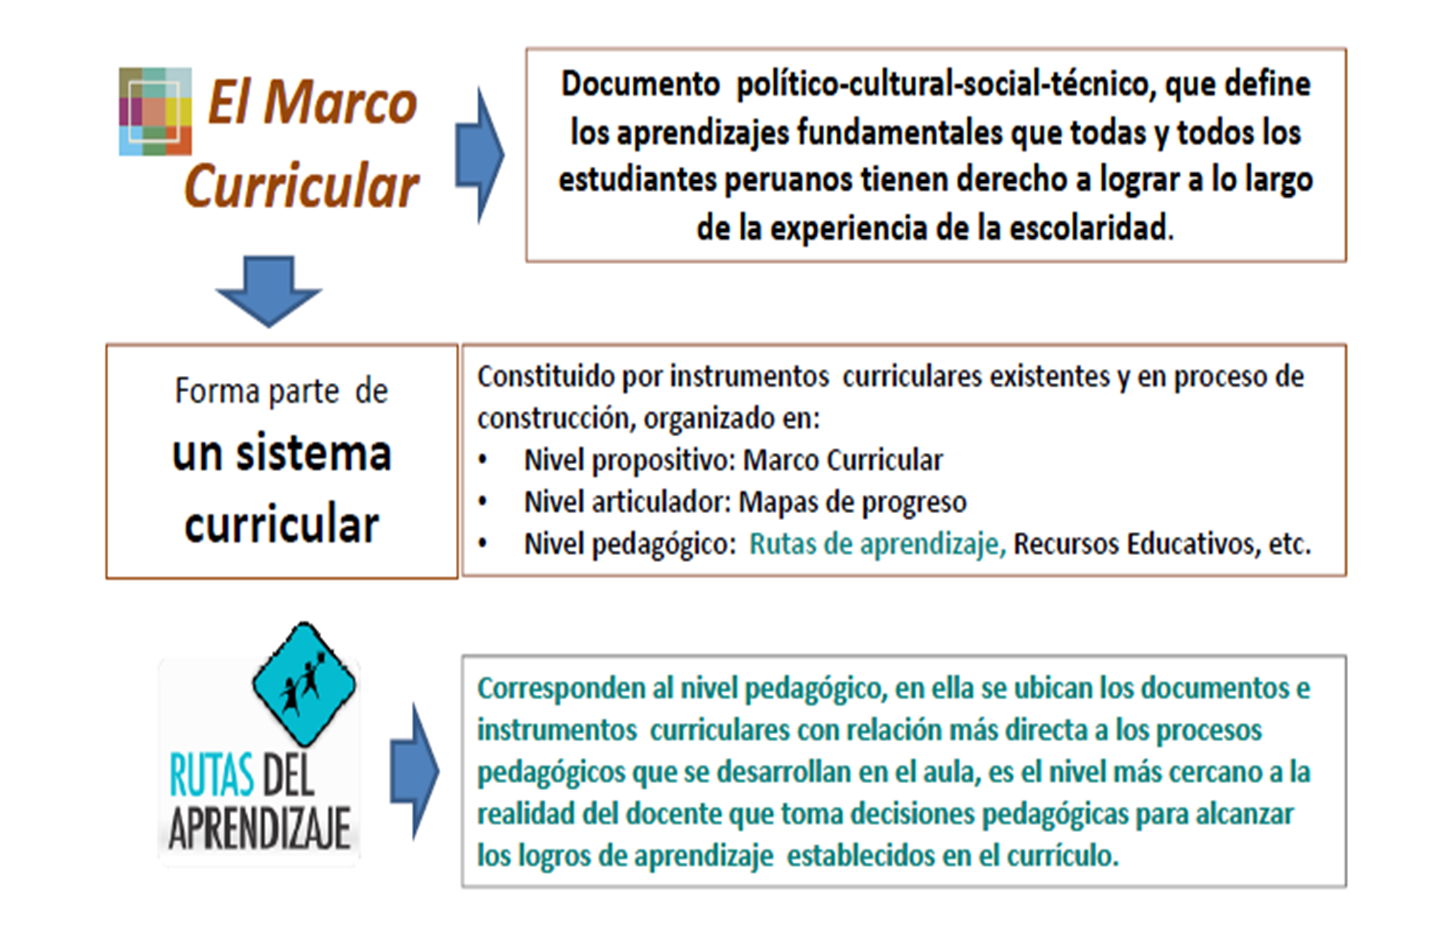 El Marco
Curricular
Documento político-cultural-social-técnico, que define
los aprendizajes fundamentales que todas y todos los
estudiantes peruanos tienen derecho a lograr a lo largo
de la experiencia de la escolaridad.
Forma parte de
un sistema
curricular
Constituido por instrumentos curriculares existentes y en proceso de
construcción, organizado en:
• Nivel propositivo: Marco Curricular
• Nivel articulador: Mapas de progreso
• Nivel pedagógico: Rutas de aprendizaje, Recursos Educativos, etc.
RUTAS DEL
APRENDIZAJE
Corresponden al nivel pedagógico, en ella se ubican los documentos e
instrumentos curriculares con relación más directa a los procesos
pedagógicos que se desarrollan en el aula, es el nivel más cercano a la
realidad del docente que toma decisiones pedagógicas para alcanzar
los logros de aprendizaje establecidos en el currículo.